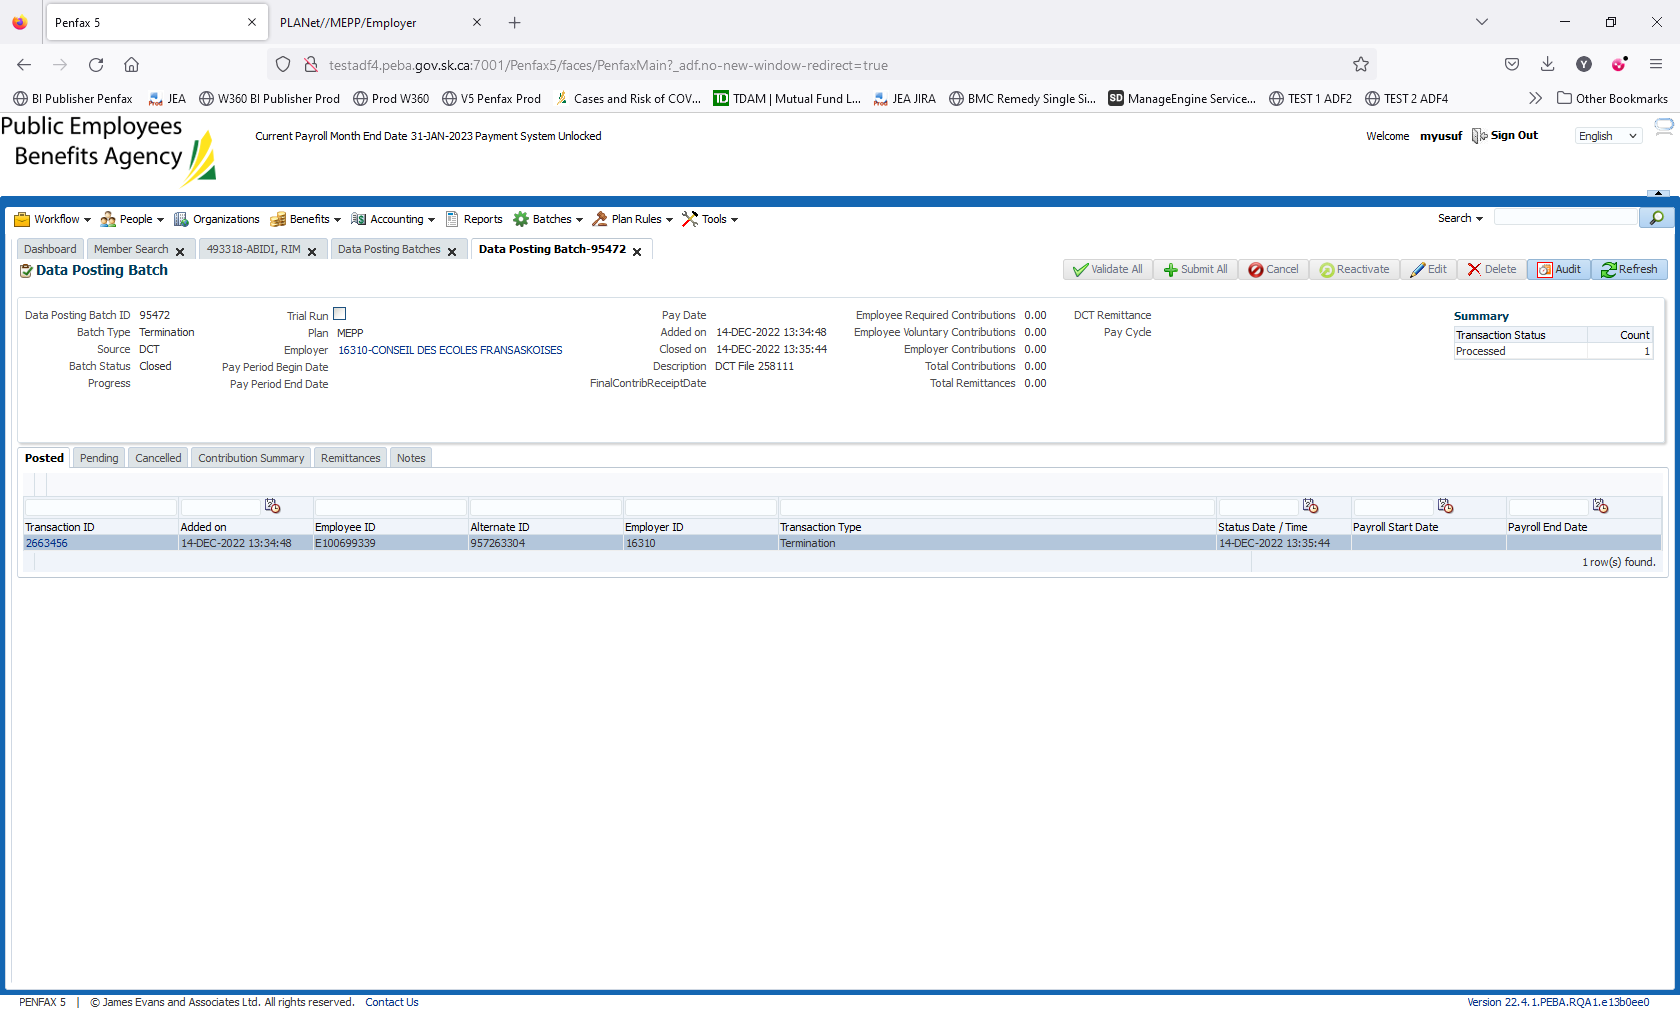 Penfax 5
PLANet//MEPP/Employer
testadf4.peba.gov.sk.ca:7001/Penfax5/faces/PenfaxMain?_adf.no-new-window-redirect=true
Y
BI Publisher Penfax JEA W360 BI Publisher Prod Prod W360 V5 Penfax Prod Cases and Risk of COV... TD TDAM | Mutual Fund L... JEA JIRA BMC Remedy Single Si... SD ManageEngine Service... TEST 1 ADF2 TEST 2 ADF4 Other Bookmarks
Public Employees
Benefits Agency
Current Payroll Month End Date 31-JAN-2023 Payment System Unlocked
Welcome myusuf Sign Out English
Workflow People Organizations Benefits Accounting Reports Batches Plan Rules Tools Search
Dashboard Member Search 493318-ABIDI, RIM Data Posting Batches Data Posting Batch-95472
Data Posting Batch
Validate All Submit All Cancel Reactivate Edit Delete Audit Refresh
Data Posting Batch ID 95472
Batch Type Termination
Source DCT
Batch Status Closed
Progress
Trial Run
Plan MEPP
Employer 16310-CONSEIL DES ECOLES FRANSASKOISES
Pay Period Begin Date
Pay Period End Date
Pay Date
Added on 14-DEC-2022 13:34:48
Closed on 14-DEC-2022 13:35:44
Description DCT File 258111
FinalContribReceiptDate
Employee Required Contributions 0.00
Employee Voluntary Contributions 0.00
Employer Contributions 0.00
Total Contributions 0.00
Total Remittances 0.00
DCT Remittance
Pay Cycle
Summary
Transaction Status Count
Processed 1
Posted Pending Cancelled Contribution Summary Remittances Notes
Transaction ID Added on Employee ID Alternate ID Employer ID Transaction Type Status Date / Time Payroll Start Date Payroll End Date
2663456 14-DEC-2022 13:34:48 E100699339 957263304 16310 Termination 14-DEC-2022 13:35:44
1 row(s) found.
PENFAX 5 | © James Evans and Associates Ltd. All rights reserved. Contact Us
Version 22.4.1.PEBA.RQA1.e13b0ee0